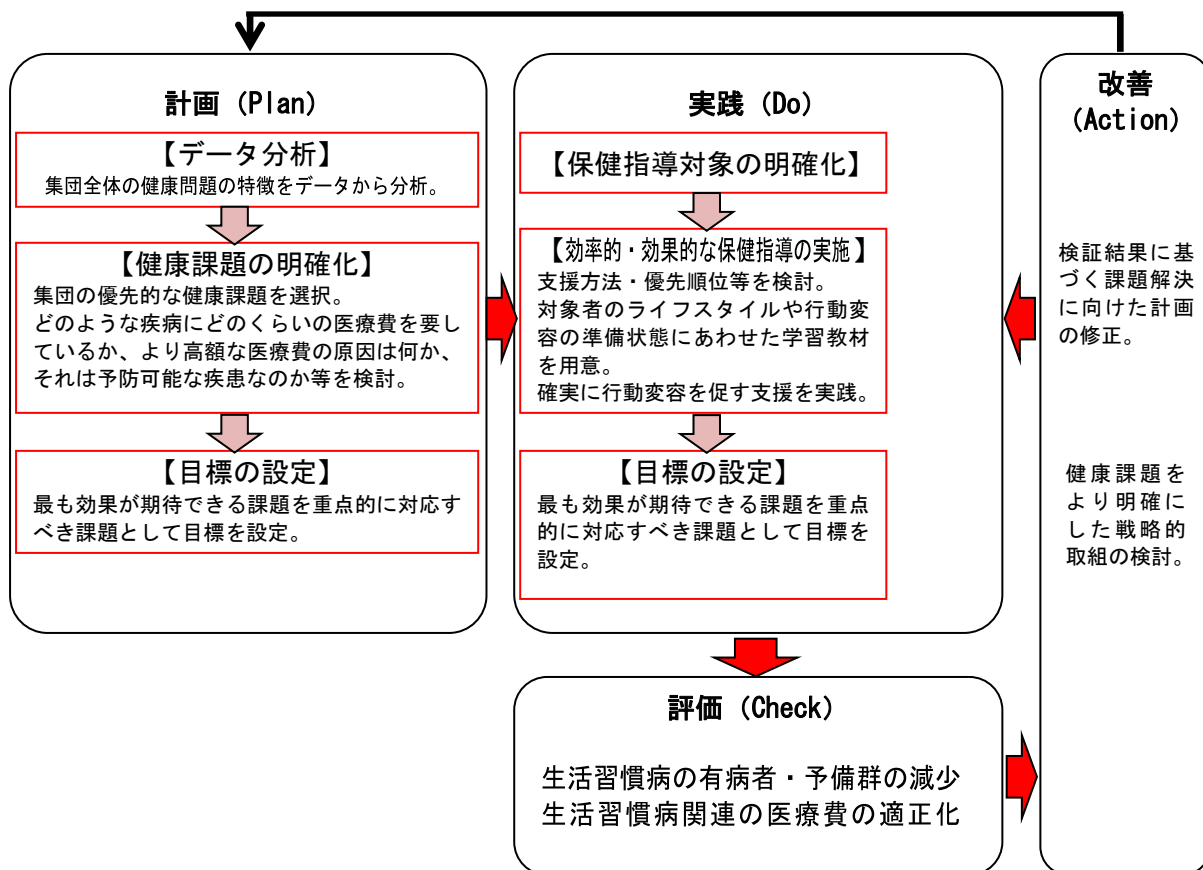 計画（Plan）
【データ分析】
集団全体の健康問題の特徴をデータから分析。
【健康課題の明確化】
集団の優先的な健康課題を選択。
どのような疾病にどのくらいの医療費を要し
ているか、より高額な医療費の原因は何か、
それは予防可能な疾患なのか等を検討。
【目標の設定】
最も効果が期待できる課題を重点的に対応す
べき課題として目標を設定。
実践（Do）
【保健指導対象の明確化】
【効率的・効果的な保健指導の実施】
支援方法・優先順位等を検討。
対象者のライフスタイルや行動変
容の準備状態にあわせた学習教材
を用意。
確実に行動変容を促す支援を実践。
【目標の設定】
最も効果が期待できる課題を重点
的に対応すべき課題として目標を
設定。
評価（Check）
生活習慣病の有病者・予備群の減少
生活習慣病関連の医療費の適正化
改善
（Action）
検証結果に基
づく課題解決
に向けた計画
の修正。
健康課題を
より明確に
した戦略的
取組の検討。